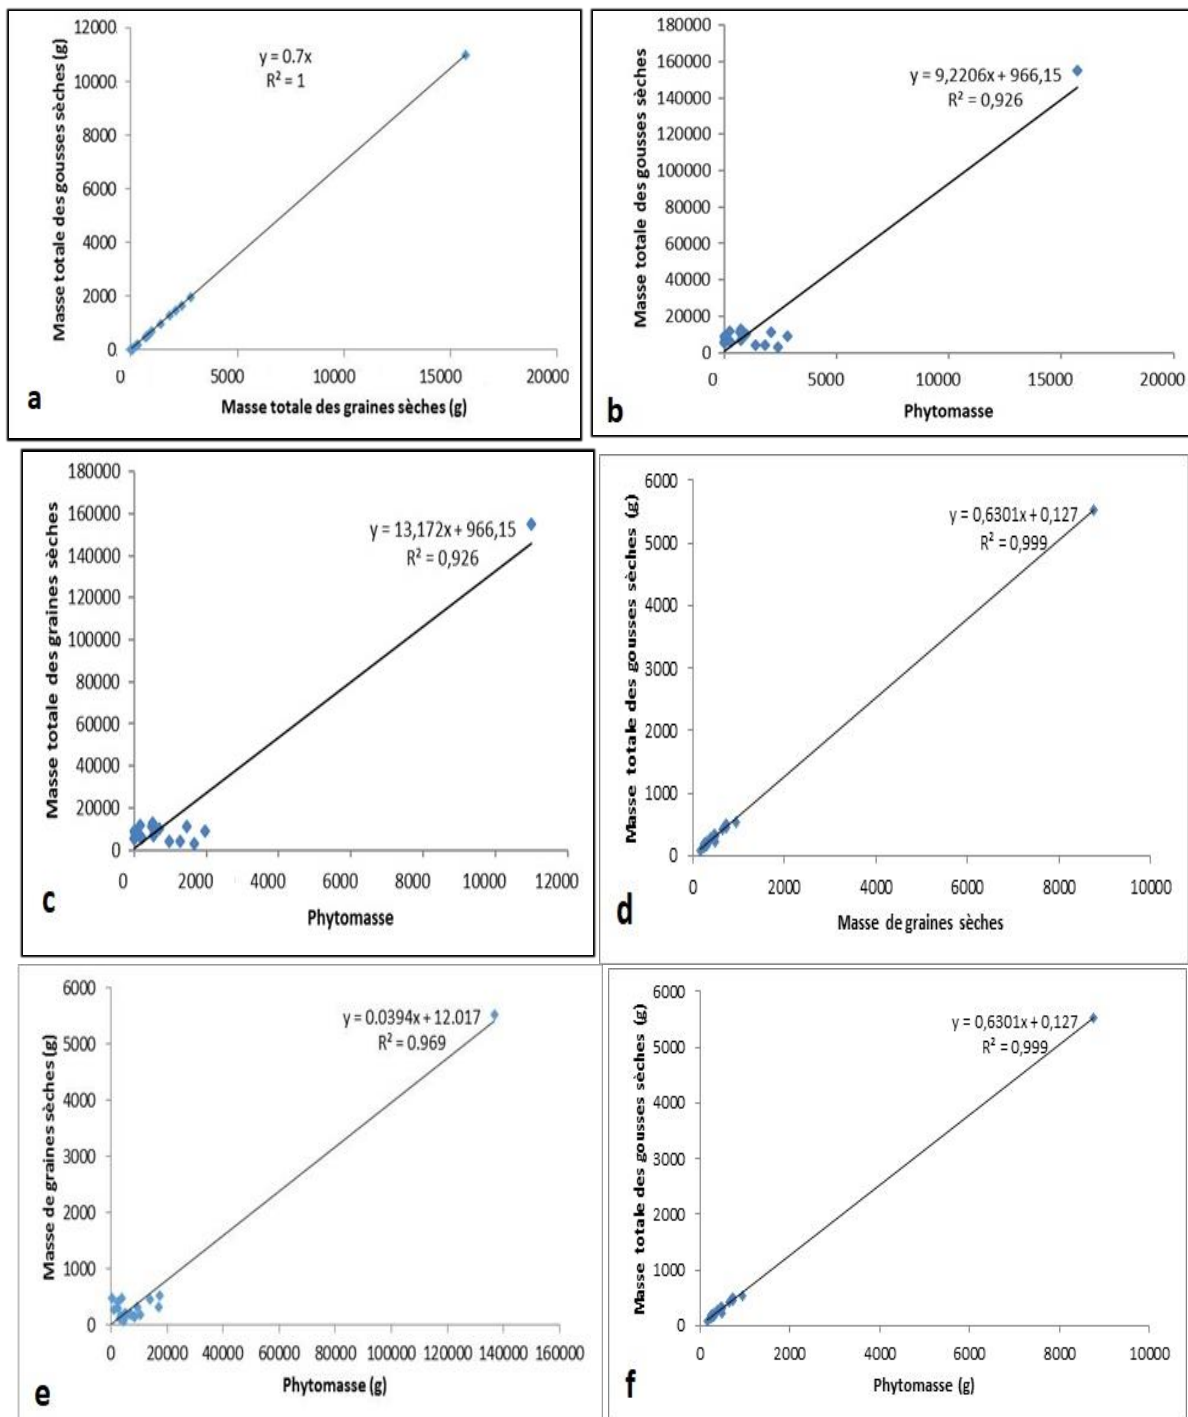 12000
10000
8000
6000
4000
2000
0
Masse totale des gousses sèches (g)
y = 0.7x
R² = 1
0 5000 10000 15000 20000
Masse totale des graines sèches (g)
a
180000
160000
140000
120000
100000
80000
60000
40000
20000
0
Masse totale des gousses sèches
y = 9,2206x + 966,15
R² = 0,926
0 5000 10000 15000 20000
Phytomasse
b
180000
160000
140000
120000
100000
80000
60000
40000
20000
0
Masse totale des graines sèches
y = 13,172x + 966,15
R² = 0,926
0 2000 4000 6000 8000 10000 12000
Phytomasse
c
6000
5000
4000
3000
2000
1000
0
Masse totale des gousses sèches (g)
y = 0,6301x + 0,127
R² = 0,999
0 2000 4000 6000 8000 10000
Masse de graines sèches
d
6000
5000
4000
3000
2000
1000
0
Masse de graines sèches (g)
y = 0.0394x + 12.017
R² = 0.969
0 20000 40000 60000 80000 100000 120000 140000 160000
Phytomasse (g)
e
6000
5000
4000
3000
2000
1000
0
Masse totale des gousses sèches (g)
y = 0,6301x + 0,127
R² = 0,999
0 2000 4000 6000 8000 10000
Phytomasse (g)
f